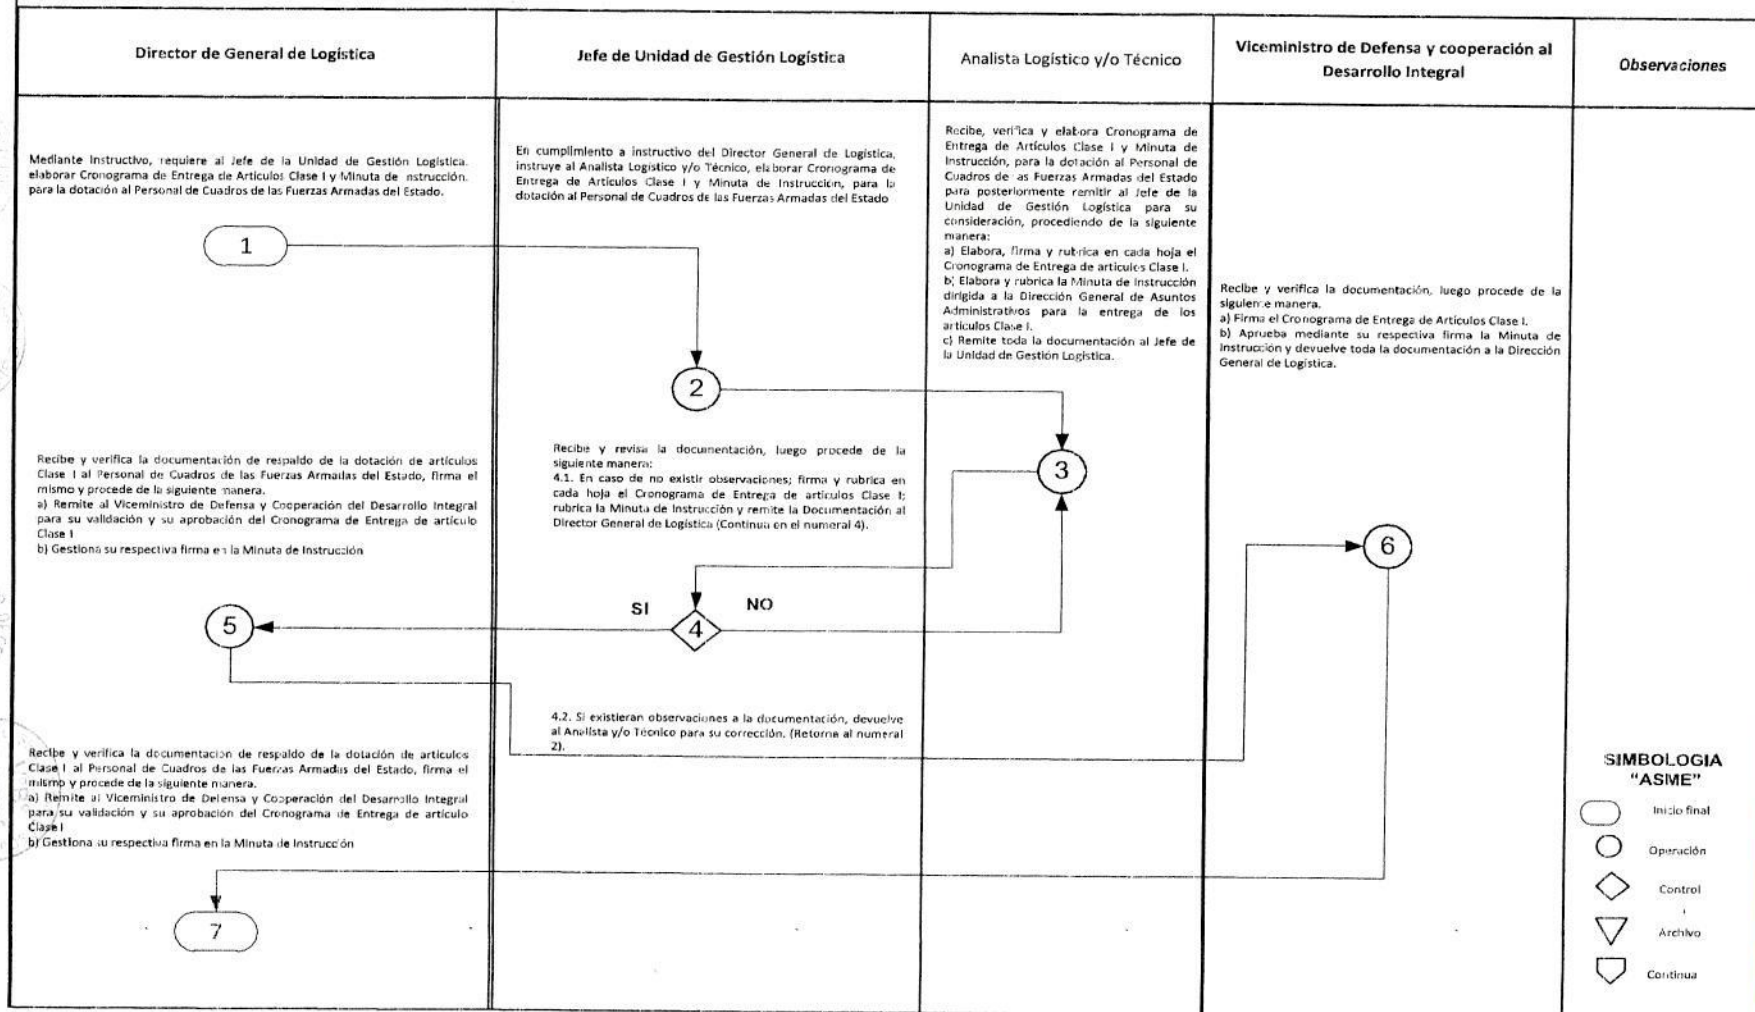 Director de General de Logística
Jefe de Unidad de Gestión Logística
Analista Logístico y/o Técnico
Viceministro de Defensa y cooperación al
Desarrollo Integral
Observaciones
Mediante Instructivo, requiere al Jefe de la Unidad de Gestión Logística.
elaborar Cronograma de Entrega de Artículos Clase I y Minuta de nstrucción.
para la dotación al Personal de Cuadros de las Fuerzas Armadas del Estado.
1
En cumplimiento a instructivo del Director General de Logística,
instruye al Analista Logístico y/o Técnico, elaborar Cronograma de
Entrega de Artículos Clase I y Minuta de Instrucción, para la
dotación al Personal de Cuadros de las Fuerzas Armadas del Estado
2
Recibe, verifica y elabora Cronograma de
Entrega de Artículos Clase I y Minuta de
Instrucción, para la dotación al Personal de
Cuadros de as Fuerzas Armadas del Estado
para posteriormente remitir al Jefe de la
Unidad de Gestión Logística para su
consideración, procediendo de la siguiente
manera:
a) Elabora, firma y rubrica en cada hoja el
Cronograma de Entrega de artículos Clase I.
b) Elabora y rubrica la Minuta de Instrucción
dirigida a la Dirección General de Asuntos
Administrativos para la entrega de los
artículos Clase I.
c) Remite toda la documentación al Jefe de
la Unidad de Gestión Logística.
3
Recibe y verifica la documentación, luego procede de la
siguiente manera.
a) Firma el Cronograma de Entrega de Artículos Clase I.
b) Aprueba mediante su respectiva firma la Minuta de
Instrucción y devuelve toda la documentación a la Dirección
General de Logística.
6
Recibe y verifica la documentación de respaldo de la dotación de artículos
Clase I al Personal de Cuadros de las Fuerzas Armadas del Estado, firma el
mismo y procede de la siguiente manera.
a) Remite al Viceministro de Defensa y Cooperación del Desarrollo Integral
para su validación y su aprobación del Cronograma de Entrega de artículo
Clase I
b) Gestiona su respectiva firma en la Minuta de Instrucción
5
Recibe y revisa la documentación, luego procede de la
siguiente manera:
4.1. En caso de no existir observaciones; firma y rubrica en
cada hoja el Cronograma de Entrega de artículos Clase I;
rubrica la Minuta de Instrucción y remite la Documentación al
Director General de Logística (Continua en el numeral 4).
SI
NO
4
4.2. Si existieran observaciones a la documentación, devuelve
al Analista y/o Técnico para su corrección. (Retorna al numeral
2).
Recibe y verifica la documentación de respaldo de la dotación de artículos
Clase I al Personal de Cuadros de las Fuerzas Armadas del Estado, firma el
mismo y procede de la siguiente manera.
a) Remite al Viceministro de Defensa y Cooperación del Desarrollo Integral
para su validación y su aprobación del Cronograma de Entrega de artículo
Clase I
b) Gestiona su respectiva firma en la Minuta de Instrucción
7
SIMBOLOGIA
"ASME"
Inicio final
Operación
Control
Archivo
Continua